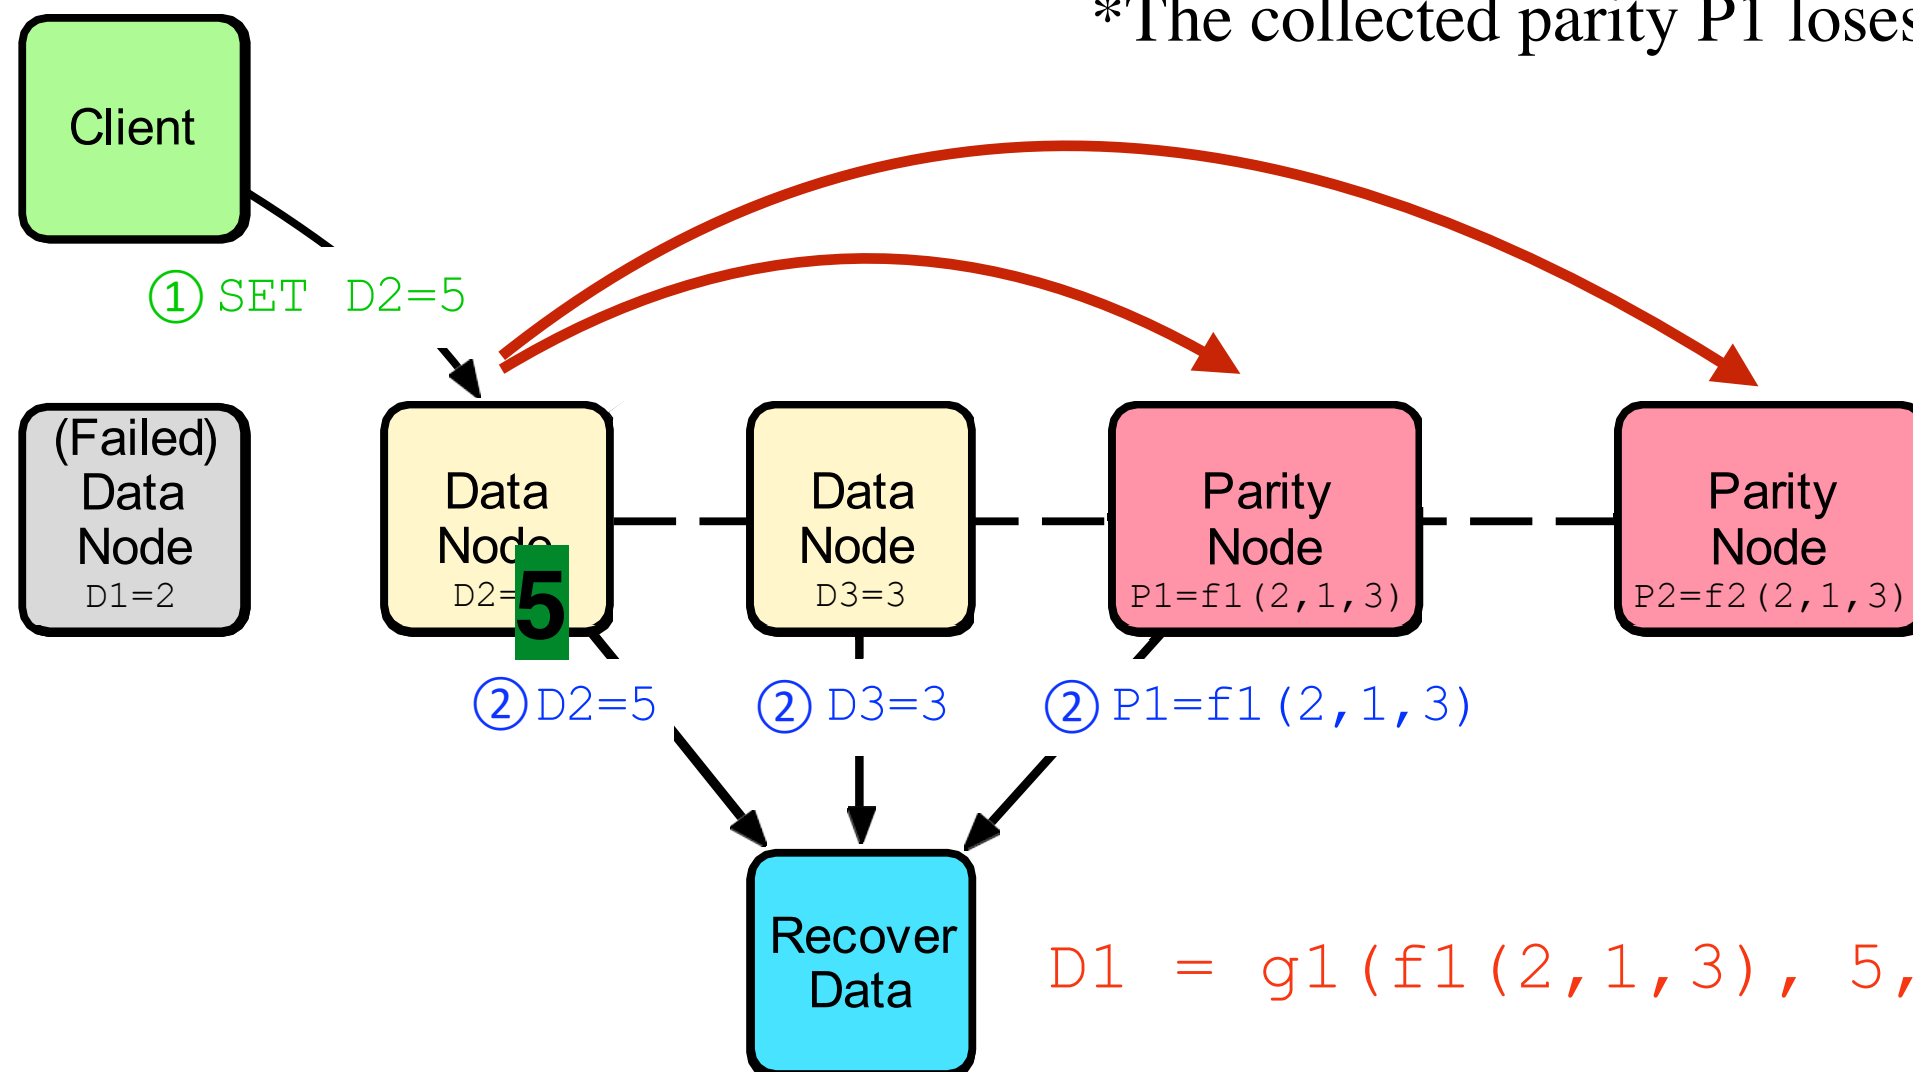 *The collected parity P1 loses
Client
① SET D2=5
(Failed)
Data
Node
D1=2
Data
Node
D2=5
Data
Node
D3=3
Parity
Node
P1=f1(2,1,3)
Parity
Node
P2=f2(2,1,3)
② D2=5
② D3=3
② P1=f1(2,1,3)
Recover
Data
D1 = g1(f1(2,1,3), 5,